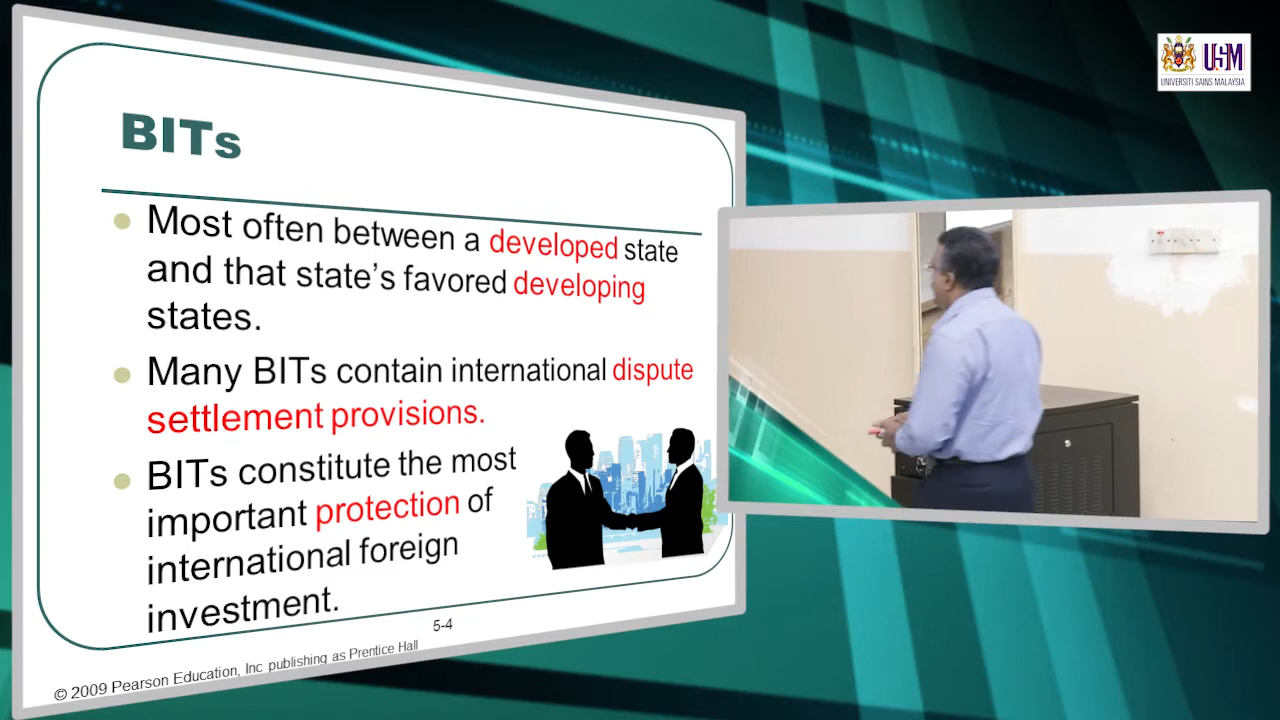 BITs
Most often between a developed state
and that state's favored developing
states.
Many BITs contain international dispute
settlement provisions.
BITs constitute the most
important protection of
international foreign
investment.
5-4
© 2009 Pearson Education, Inc publishing as Prentice Hall
USM
UNIVERSITI SAINS MALAYSIA